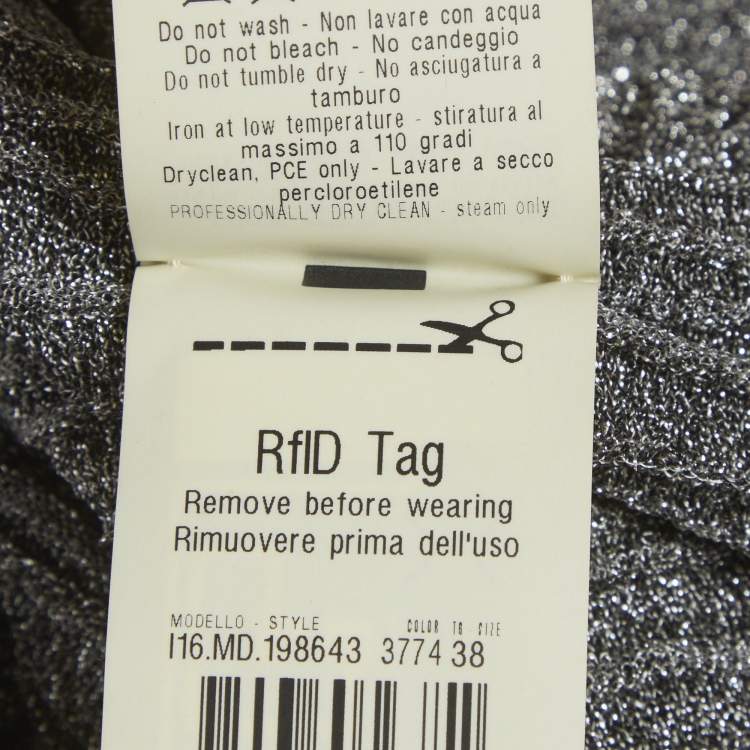 Do not wash - Non lavare con acqua
Do not bleach - No candeggio
Do not tumble dry - No asciugatura a
tamburo
Iron at low temperature - stiratura al
massimo a 110 gradi
Dryclean, PCE only - Lavare a secco
percloroetilene
PROFESSIONALLY DRY CLEAN - steam only
RfID Tag
Remove before wearing
Rimuovere prima dell'uso
MODELLO - STYLE COLOR TG SIZE
I16.MD.198643 3774 38